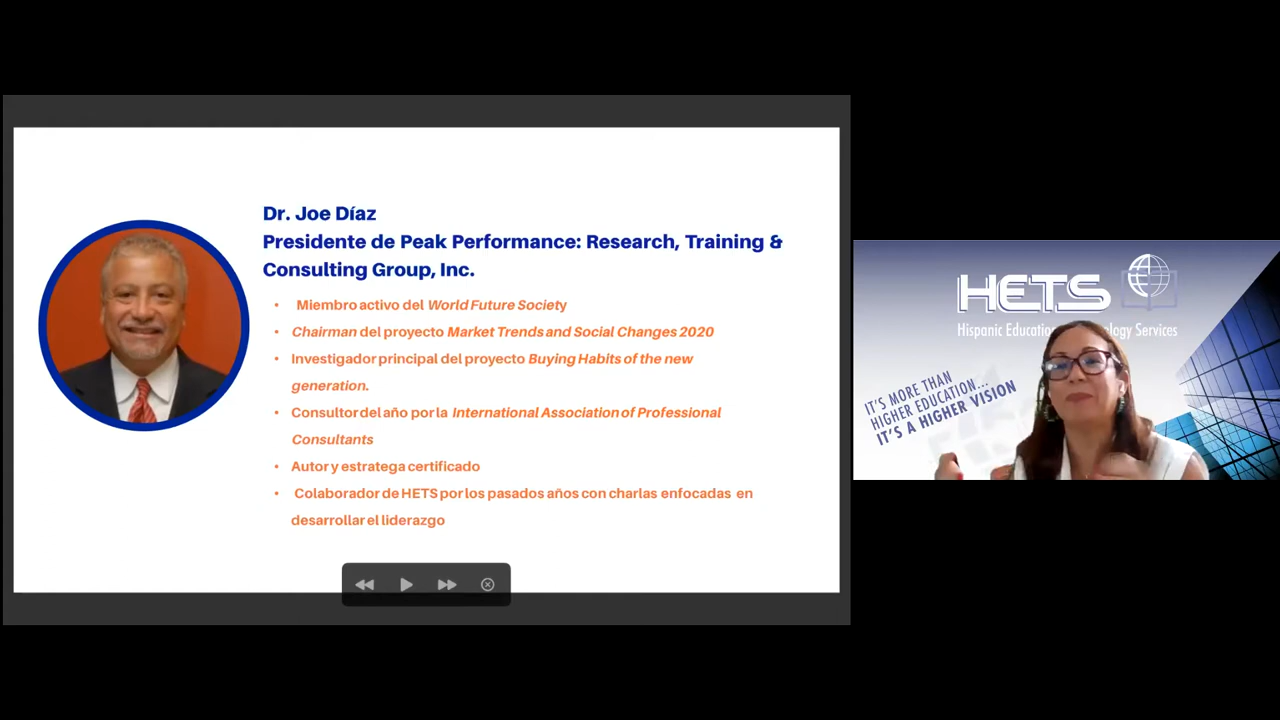 Dr. Joe Díaz
Presidente de Peak Performance: Research, Training &
Consulting Group, Inc.
• Miembro activo del World Future Society
• Chairman del proyecto Market Trends and Social Changes 2020
• Investigador principal del proyecto Buying Habits of the new
generation.
• Consultor del año por la International Association of Professional
Consultants
• Autor y estratega certificado
• Colaborador de HETS por los pasados años con charlas enfocadas en
desarrollar el liderazgo
HETS
Hispanic Services
IT'S MORE THAN
HIGHER EDUCATION...
IT'S A HIGHER VISION